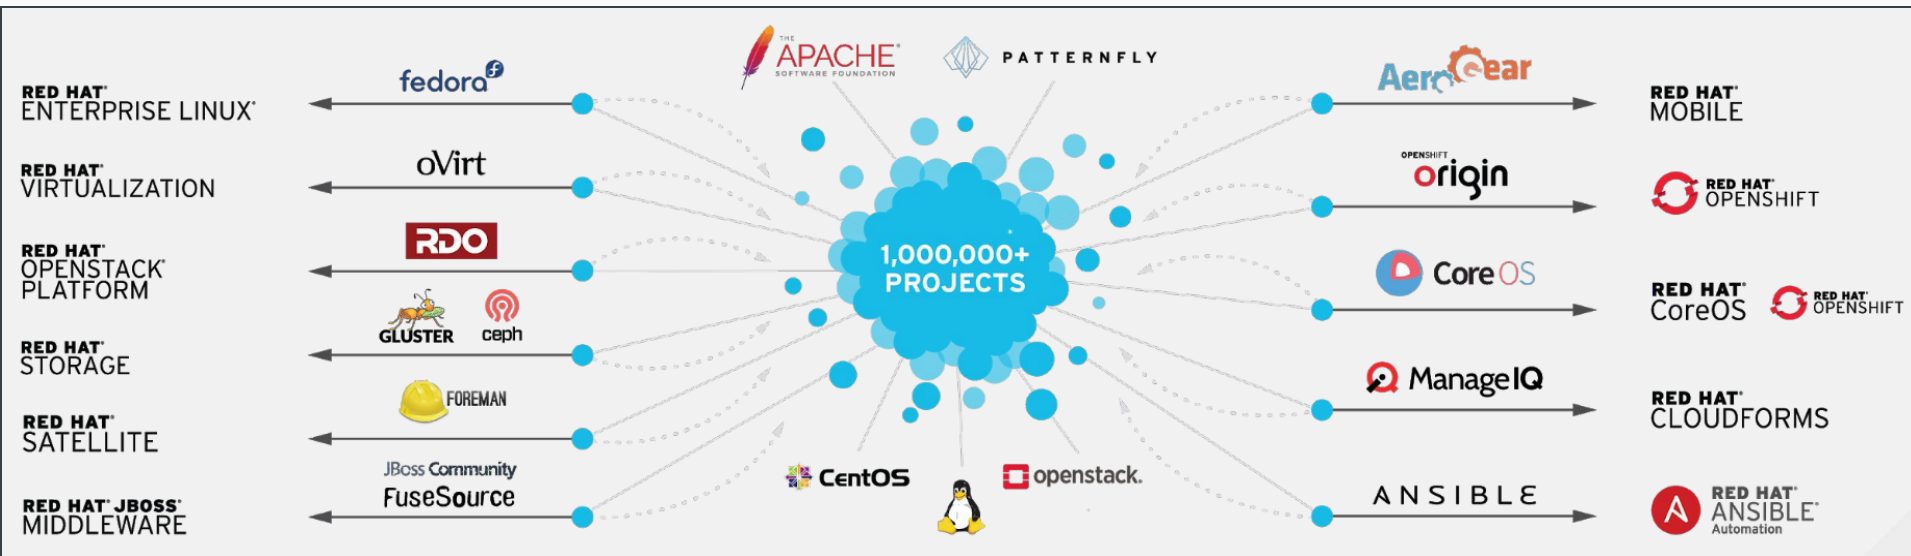 RED HAT®
ENTERPRISE LINUX®
RED HAT®
VIRTUALIZATION
RED HAT®
OPENSTACK®
PLATFORM
RED HAT®
STORAGE
RED HAT®
SATELLITE
RED HAT® JBOSS®
MIDDLEWARE
fedora
oVirt
RDO
GLUSTER
ceph
FOREMAN
JBoss Community
FuseSource
THE
APACHE®
SOFTWARE FOUNDATION
PATTERNFLY
1,000,000+
PROJECTS
CentOS
openstack.
AeroGear
OPENSHIFT
origin
CoreOS
ManageIQ
ANSIBLE
RED HAT®
MOBILE
RED HAT®
OPENSHIFT
RED HAT®
CoreOS
RED HAT®
OPENSHIFT
RED HAT®
CLOUDFORMS
RED HAT®
ANSIBLE®
Automation